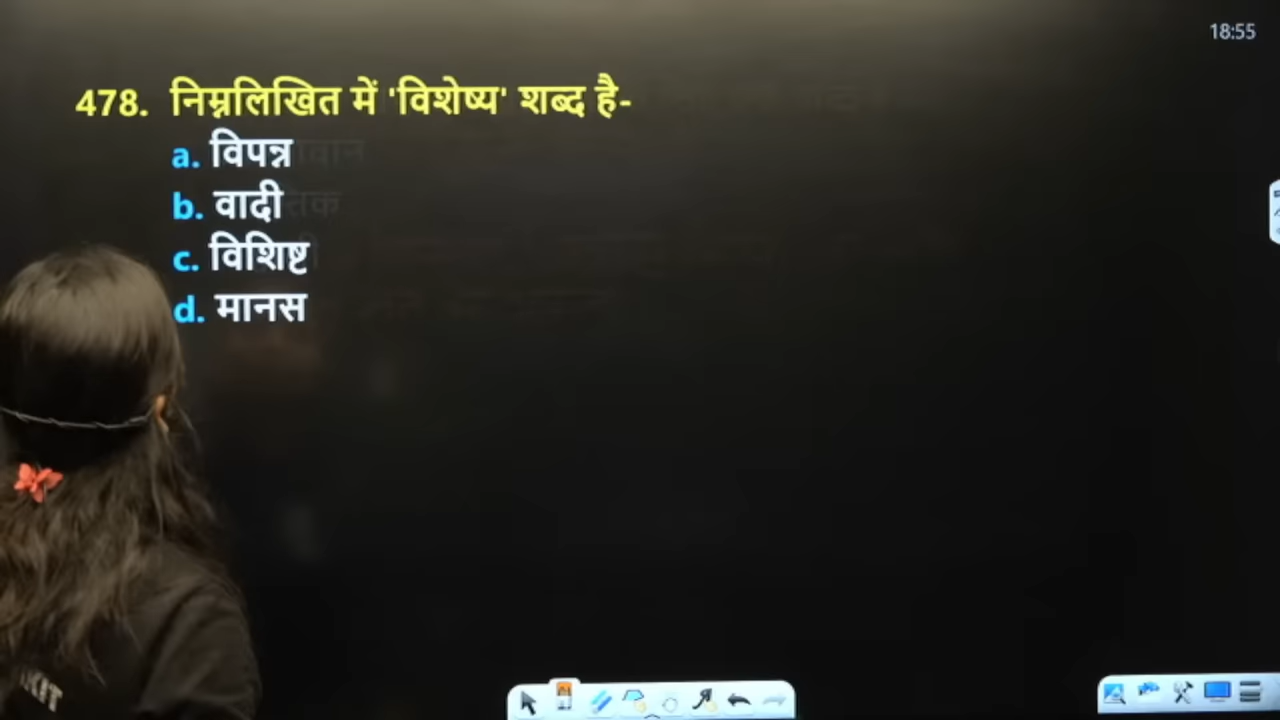 18:55
478. निम्नलिखित में 'विशेष्य' शब्द है-
a. विपन्न
b. वादी
c. विशिष्ट
d. मानस